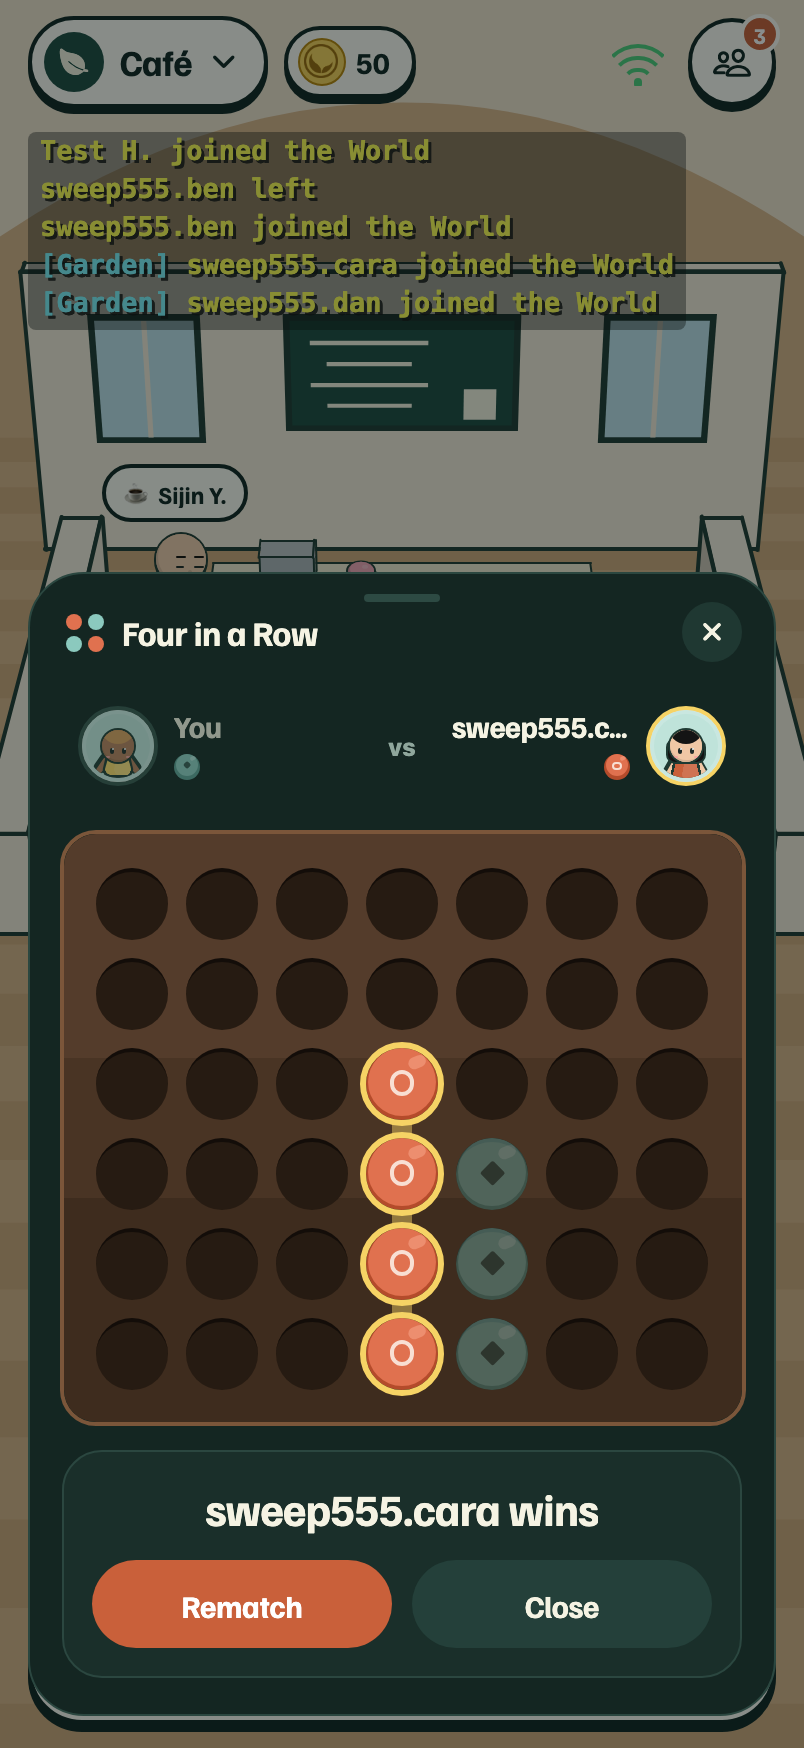 Café
50
3
Test H. joined the World
sweep555.ben left
sweep555.ben joined the World
[Garden] sweep555.cara joined the World
[Garden] sweep555.dan joined the World
Sijin Y.
Four in a Row
You
vs
sweep555.c...
sweep555.cara wins
Rematch
Close